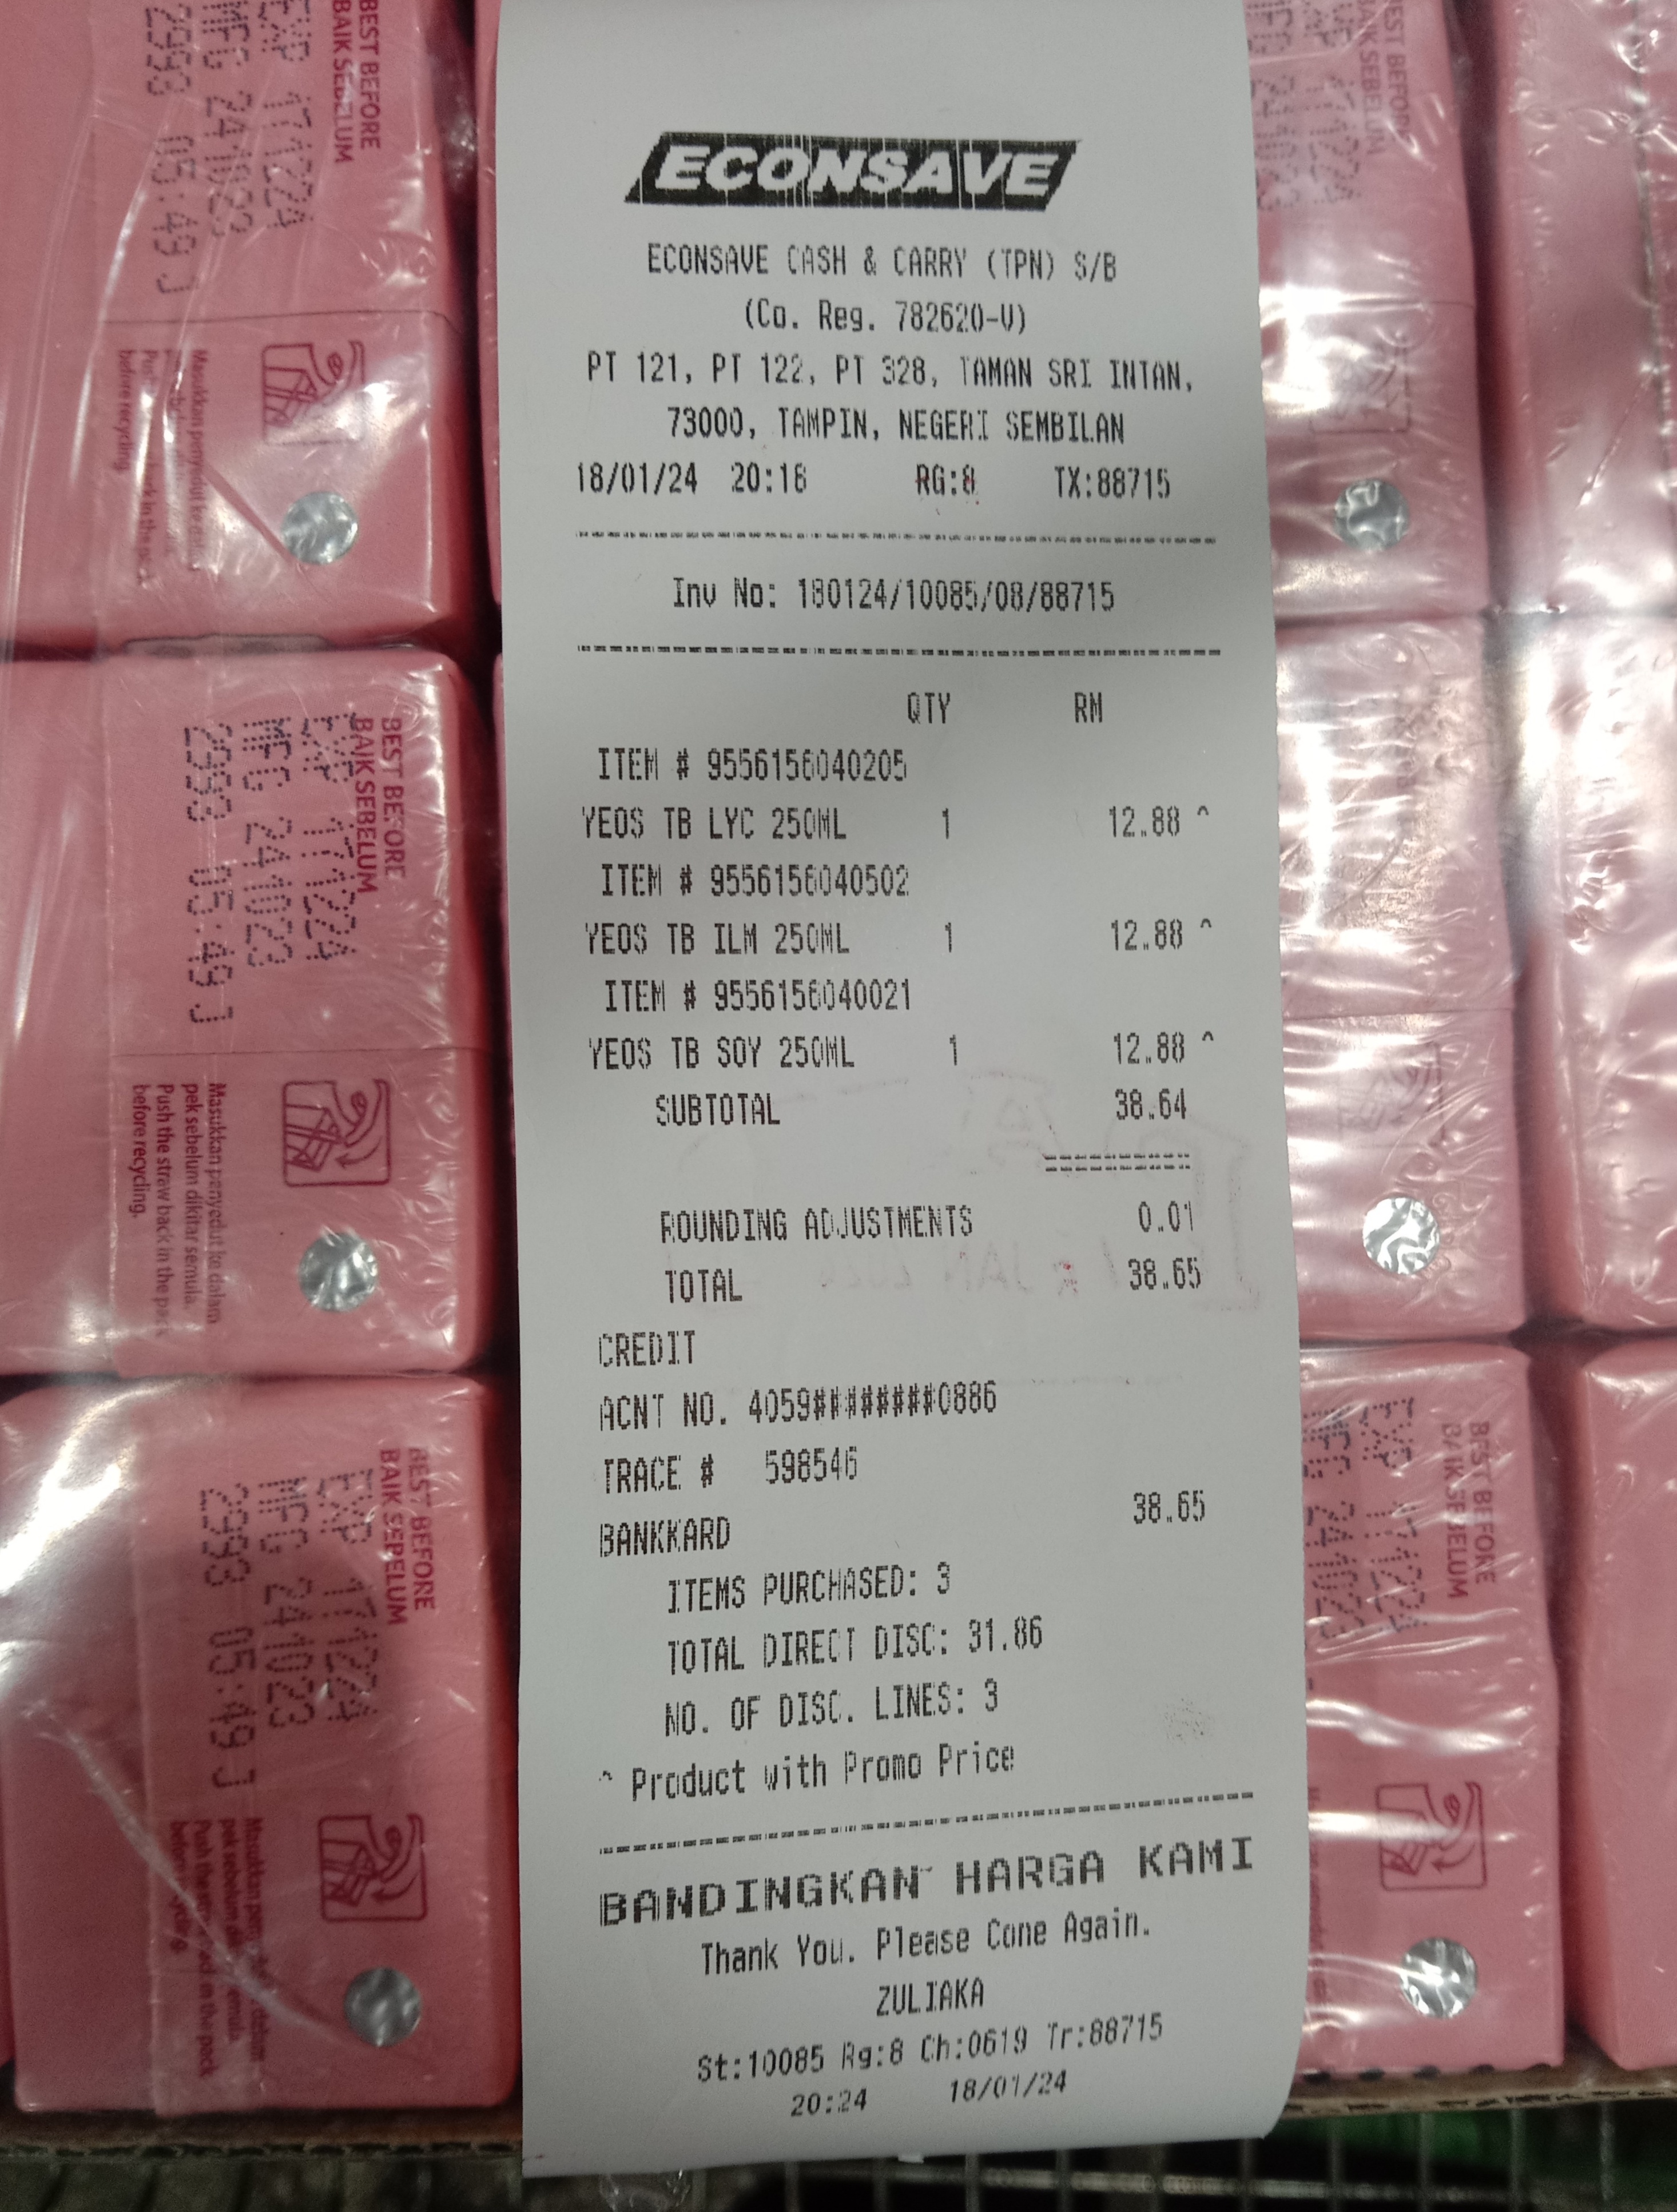 ECONSAVE
ECONSAVE CASH & CARRY (TPN) S/B
(Co. Reg. 782620-V)
PT 121, PT 122, PT 328, TAMAN SRI INTAN,
73000, TAMPIN, NEGERI SEMBILAN
18/01/24 20:18 RG:8 TX:88715
Inv No: 180124/10085/08/88715
QTY RM
ITEM # 9556156040205
YEOS TB LYC 250ML 1 12.88 ^
ITEM # 9556156040502
YEOS TB ILM 250ML 1 12.88 ^
ITEM # 9556156040021
YEOS TB SOY 250ML 1 12.88 ^
SUBTOTAL 38.64
ROUNDING ADJUSTMENTS 0.01
TOTAL 38.65
CREDIT
ACNT NO. 4059########0886
TRACE # 598546
BANKKARD 38.65
ITEMS PURCHASED: 3
TOTAL DIRECT DISC: 31.86
NO. OF DISC. LINES: 3
^ Product with Promo Price
BANDINGKAN HARGA KAMI
Thank You. Please Come Again.
ZULIAKA
St:10085 Rg:8 Ch:0619 Tr:88715
20:24 18/01/24
BEST BEFORE
BAIK SEBELUM
EXP 171224
MFG 241023
2993 05:49 J
BEST BEFORE
BAIK SEBELUM
EXP 171224
MFG 241023
2993 05:49 J
Masukkan penyedut ke dalam
pek sebelum dikitar semula.
Push the straw back in the pack
before recycling.
BEST BEFORE
BAIK SEBELUM
EXP 171224
MFG 241023
2993 05:49 J
BEST BEFORE
BAIK SEBELUM
EXP 171224
MFG 241023